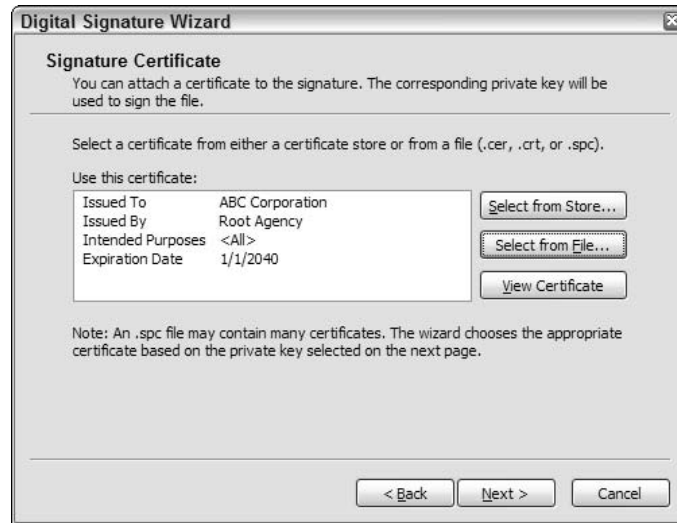 Digital Signature Wizard
Signature Certificate
You can attach a certificate to the signature. The corresponding private key will be
used to sign the file.
Select a certificate from either a certificate store or from a file (.cer, .crt, or .spc).
Use this certificate:
Issued To ABC Corporation
Issued By Root Agency
Intended Purposes <All>
Expiration Date 1/1/2040
Select from Store...
Select from File...
View Certificate
Note: An .spc file may contain many certificates. The wizard chooses the appropriate
certificate based on the private key selected on the next page.
< Back Next > Cancel